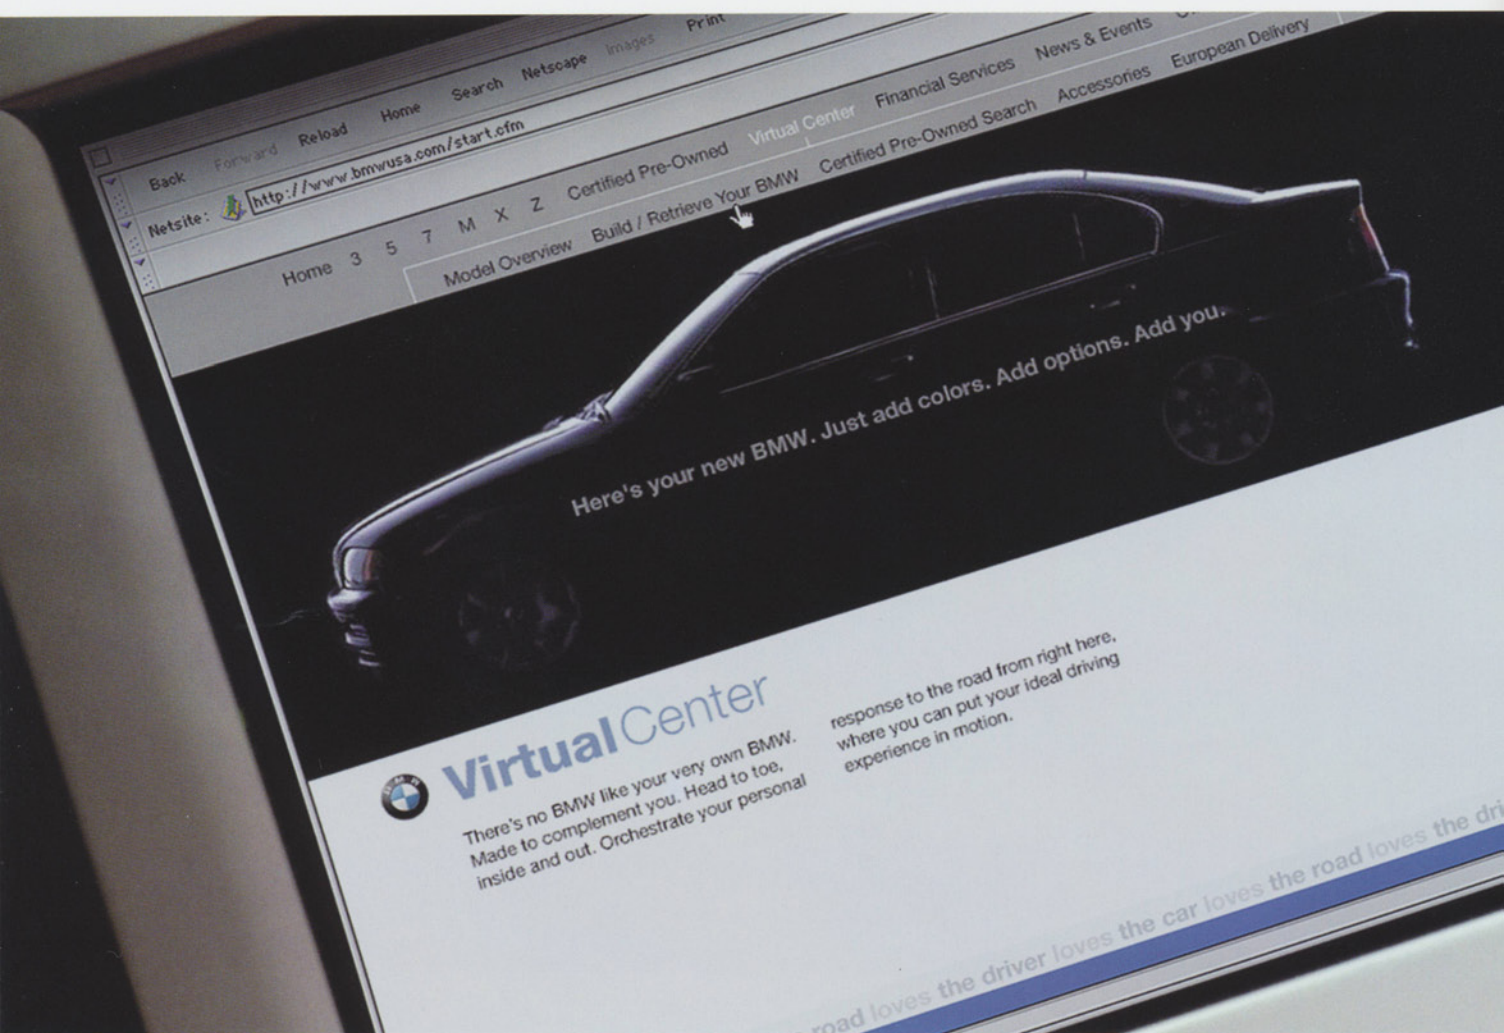 Back Forward Reload Home Search Netscape Images Print
Netsite: http://www.bmwusa.com/start.cfm
Home 3 5 7 M X Z Certified Pre-Owned Virtual Center Financial Services News & Events
Model Overview Build / Retrieve Your BMW Certified Pre-Owned Search Accessories European Delivery
Here's your new BMW. Just add colors. Add options. Add you.
BMW
VirtualCenter
There's no BMW like your very own BMW.
Made to complement you. Head to toe,
inside and out. Orchestrate your personal
response to the road from right here,
where you can put your ideal driving
experience in motion.
road loves the driver loves the car loves the road loves the dri